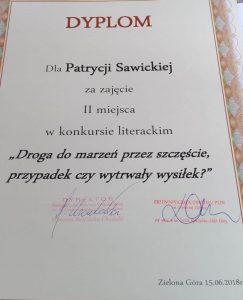 DYPLOM
Dla Patrycji Sawickiej
za zajęcie
II miejsca
w konkursie literackim
„Droga do marzeń przez szczęście,
przypadek czy wytrwały wysiłek?”
DYREKTOR
Zielona Góra 15.06.2018r